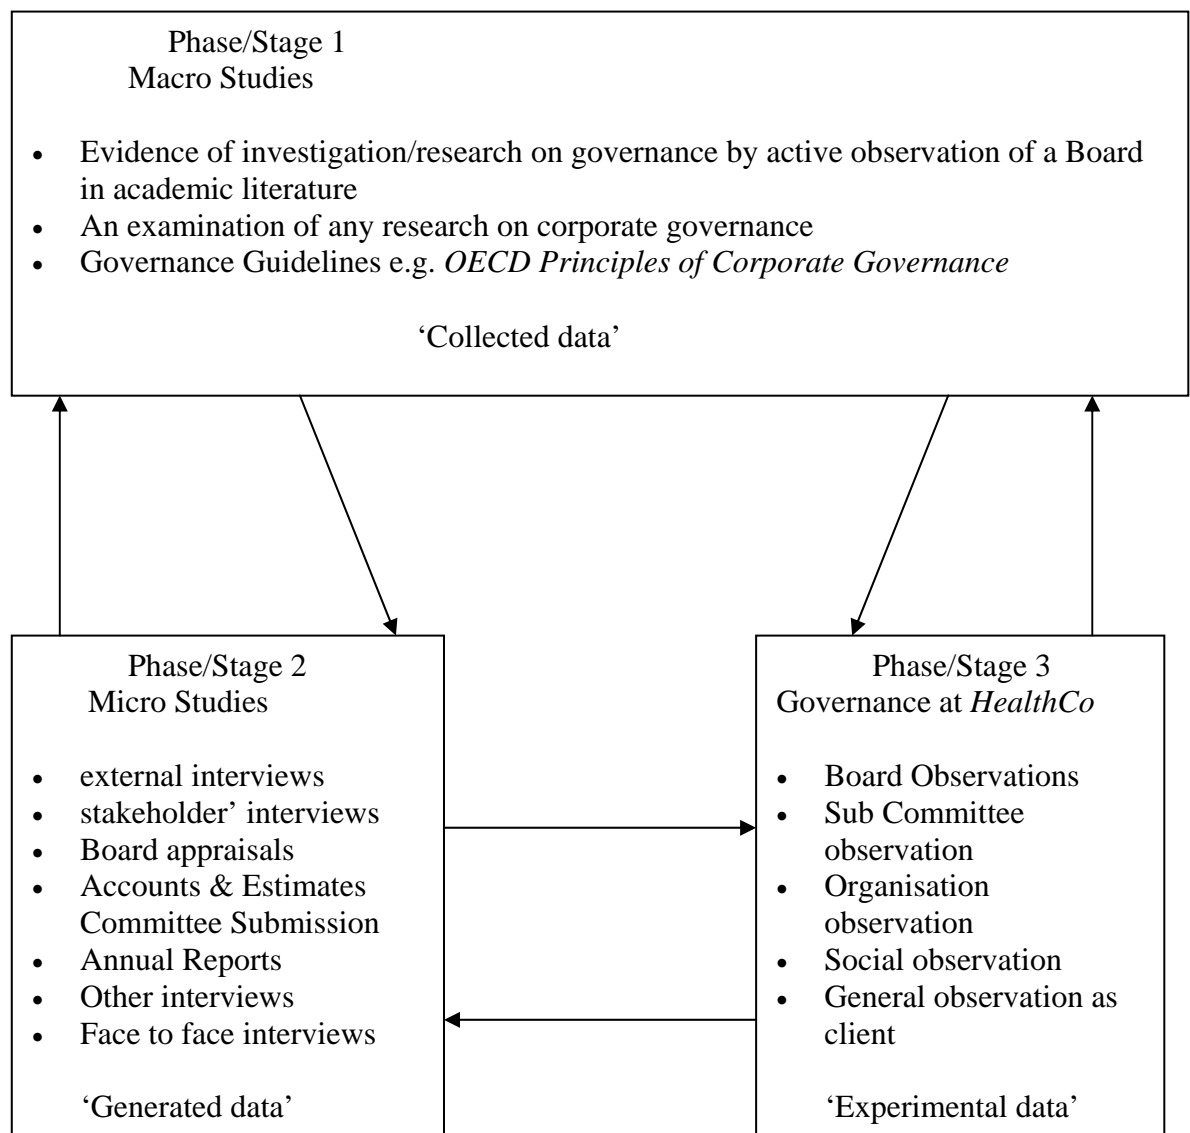 Phase/Stage 1
Macro Studies
• Evidence of investigation/research on governance by active observation of a Board
in academic literature
• An examination of any research on corporate governance
• Governance Guidelines e.g. OECD Principles of Corporate Governance
‘Collected data’
Phase/Stage 2
Micro Studies
• external interviews
• stakeholder’ interviews
• Board appraisals
• Accounts & Estimates
Committee Submission
• Annual Reports
• Other interviews
• Face to face interviews
‘Generated data’
Phase/Stage 3
Governance at HealthCo
• Board Observations
• Sub Committee
observation
• Organisation
observation
• Social observation
• General observation as
client
‘Experimental data’